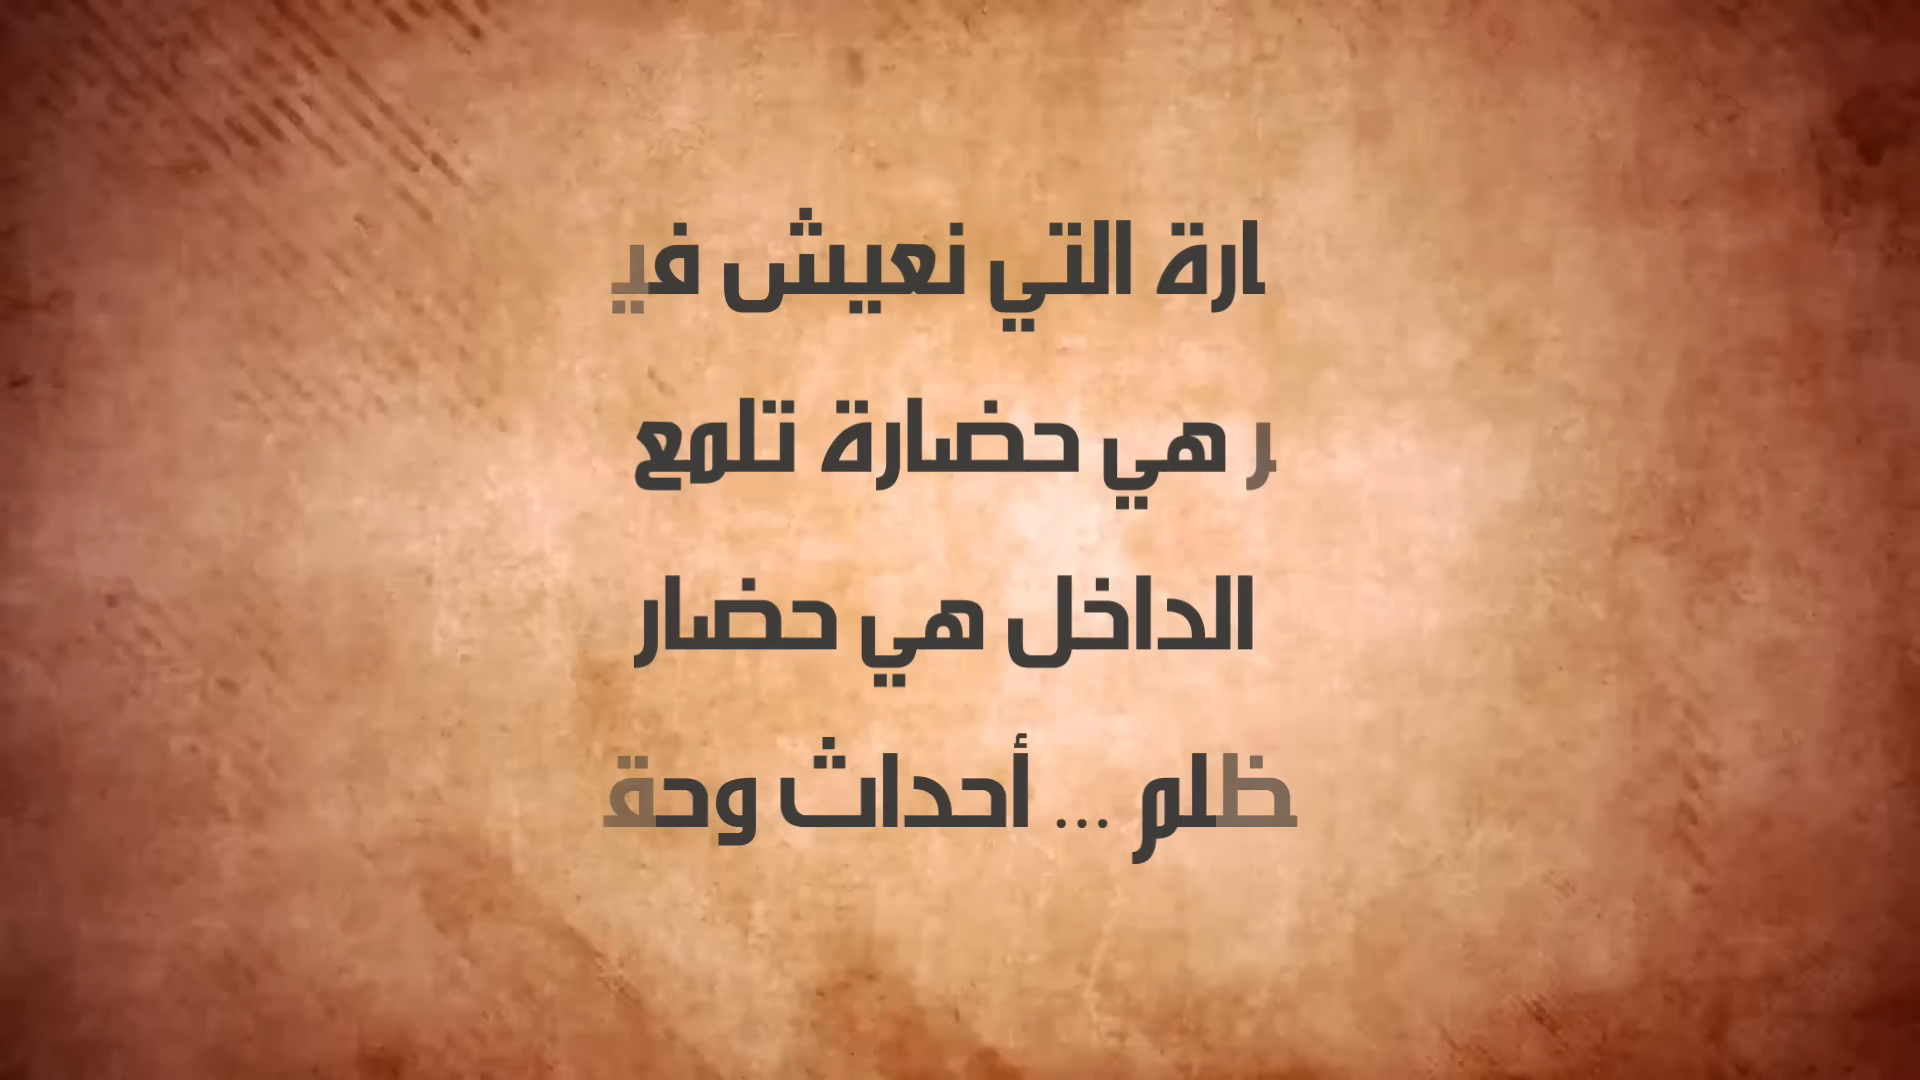 ارة التي نعيش في
ر هي حضارة تلمع
الداخل هي حضار
ظلم ... أحداث وحق